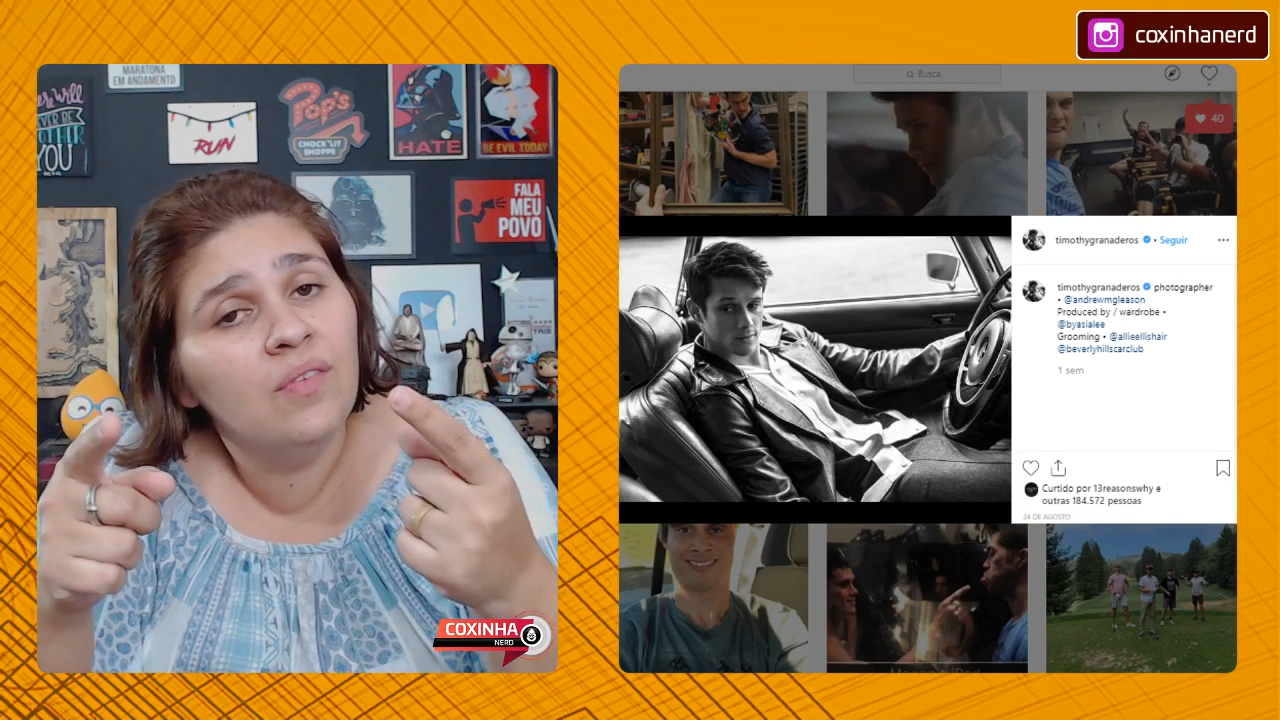 coxinhanerd
MARATONA
EM ANDAMENTO
RUN
Pop's
CHOCK'LIT
SHOPPE
HATE
BE EVIL TODAY
FALA
MEU
POVO
YOU
COXINHA
NERD
Busca
40
timothygranaderos • Seguir
timothygranaderos photographer
• @andrewmgleason
Produced by / wardrobe •
@byasialee
Grooming • @allieellishair
@beverlyhillscarclub
1 sem
Curtido por 13reasonswhy e
outras 184.572 pessoas
24 DE AGOSTO